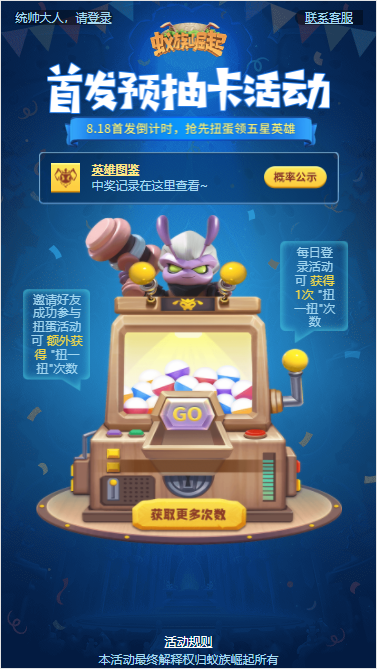 统帅大人，请登录
联系客服
蚁族崛起
首发预抽卡活动
8.18首发倒计时，抢先扭蛋领五星英雄
英雄图鉴
中奖记录在这里查看~
概率公示
每日登
录活动
可 获得
1次 "扭
一扭"次
数
邀请好友
成功参与
扭蛋活动
可 额外获
得 "扭一
扭"次数
GO
获取更多次数
活动规则
本活动最终解释权归蚁族崛起所有